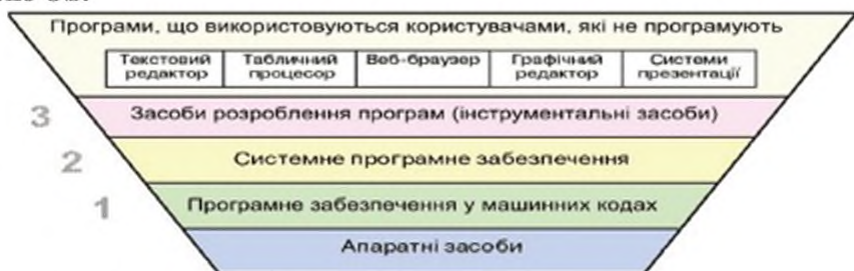 Програми, що використовуються користувачами, які не програмують
Текстовий редактор
Табличний процесор
Веб-браузер
Графічний редактор
Системи презентації
3 Засоби розроблення програм (інструментальні засоби)
2 Системне програмне забезпечення
1 Програмне забезпечення у машинних кодах
Апаратні засоби